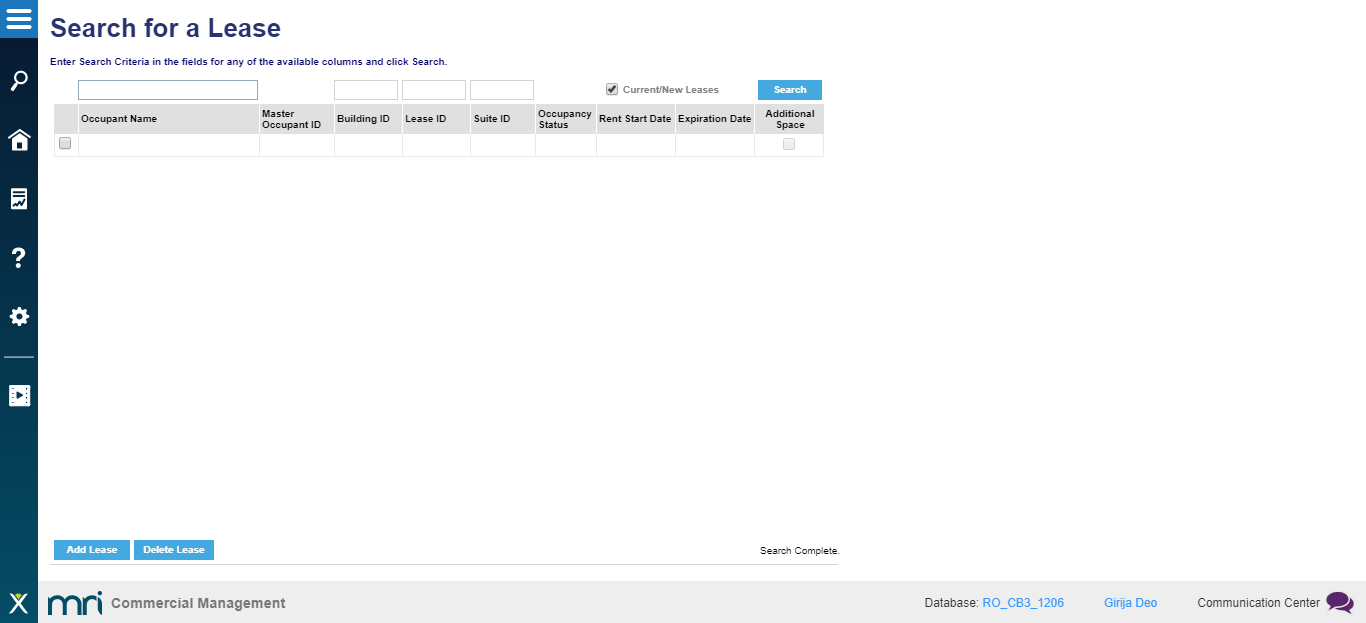 Search for a Lease
Enter Search Criteria in the fields for any of the available columns and click Search.
Current/New Leases
Search
Occupant Name
Master
Occupant ID
Building ID
Lease ID
Suite ID
Occupancy
Status
Rent Start Date
Expiration Date
Additional
Space
?
Add Lease
Delete Lease
Search Complete.
mri Commercial Management
Database: RO_CB3_1206
Girija Deo
Communication Center